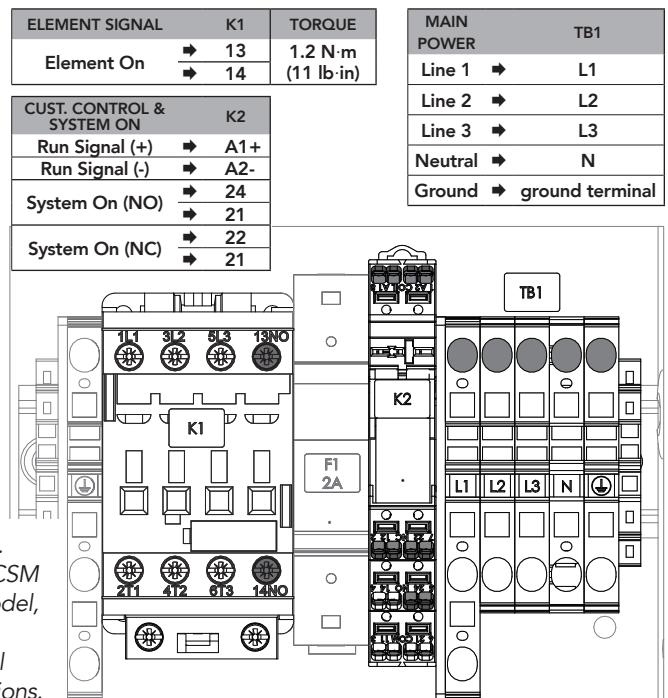 ELEMENT SIGNAL K1 TORQUE
Element On ➡ 13 1.2 N·m
➡ 14 (11 lb·in)
CUST. CONTROL & SYSTEM ON K2
Run Signal (+) ➡ A1+
Run Signal (-) ➡ A2-
System On (NO) ➡ 24
➡ 21
System On (NC) ➡ 22
➡ 21
MAIN POWER TB1
Line 1 ➡ L1
Line 2 ➡ L2
Line 3 ➡ L3
Neutral ➡ N
Ground ➡ ground terminal
TB1
1L1 3L2 5L3 13NO
K1
K2
F1
2A
L1 L2 L3 N
2T1 4T2 6T3 14NO
CSM
odel,
ions.